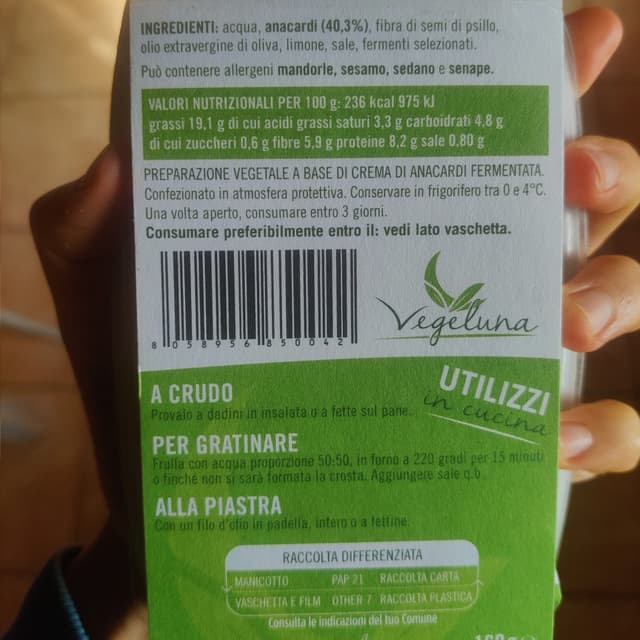 INGREDIENTI: acqua, anacardi (40,3%), fibra di semi di psillo,
olio extravergine di oliva, limone, sale, fermenti selezionati.
Può contenere allergeni mandorle, sesamo, sedano e senape.
VALORI NUTRIZIONALI PER 100 g: 236 kcal 975 kJ
grassi 19,1 g di cui acidi grassi saturi 3,3 g carboidrati 4,8 g
di cui zuccheri 0,6 g fibre 5,9 g proteine 8,2 g sale 0,80 g
PREPARAZIONE VEGETALE A BASE DI CREMA DI ANACARDI FERMENTATA.
Confezionato in atmosfera protettiva. Conservare in frigorifero tra 0 e 4°C.
Una volta aperto, consumare entro 3 giorni.
Consumare preferibilmente entro il: vedi lato vaschetta.
8 058956 850042
Vegeluna
UTILIZZI
in cucina
A CRUDO
Provalo a dadini in insalata o a fette sul pane.
PER GRATINARE
Frulla con acqua proporzione 50:50, in forno a 220 gradi per 15 minuti
o finché non si sarà formata la crosta. Aggiungere sale q.b.
ALLA PIASTRA
Con un filo d'olio in padella, intero o a fettine.
RACCOLTA DIFFERENZIATA
MANICOTTO PAP 21 RACCOLTA CARTA
VASCHETTA E FILM OTHER 7 RACCOLTA PLASTICA
Consulta le indicazioni del tuo Comune